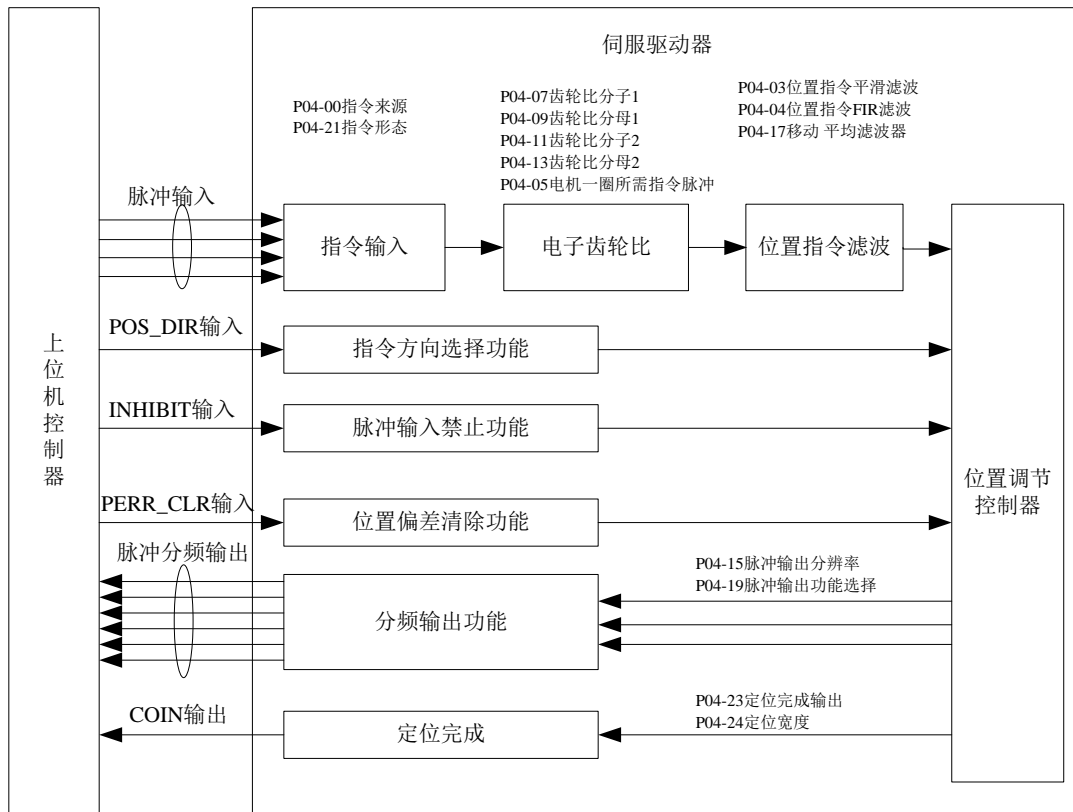 伺服驱动器
P04-00指令来源
P04-21指令形态
P04-07齿轮比分子1
P04-09齿轮比分母1
P04-11齿轮比分子2
P04-13齿轮比分母2
P04-05电机一圈所需指令脉冲
P04-03位置指令平滑滤波
P04-04位置指令FIR滤波
P04-17移动 平均滤波器
脉冲输入
指令输入
电子齿轮比
位置指令滤波
上位机控制器
POS_DIR输入
指令方向选择功能
INHIBIT输入
脉冲输入禁止功能
位置调节
控制器
PERR_CLR输入
位置偏差清除功能
脉冲分频输出
分频输出功能
P04-15脉冲输出分辨率
P04-19脉冲输出功能选择
COIN输出
定位完成
P04-23定位完成输出
P04-24定位宽度